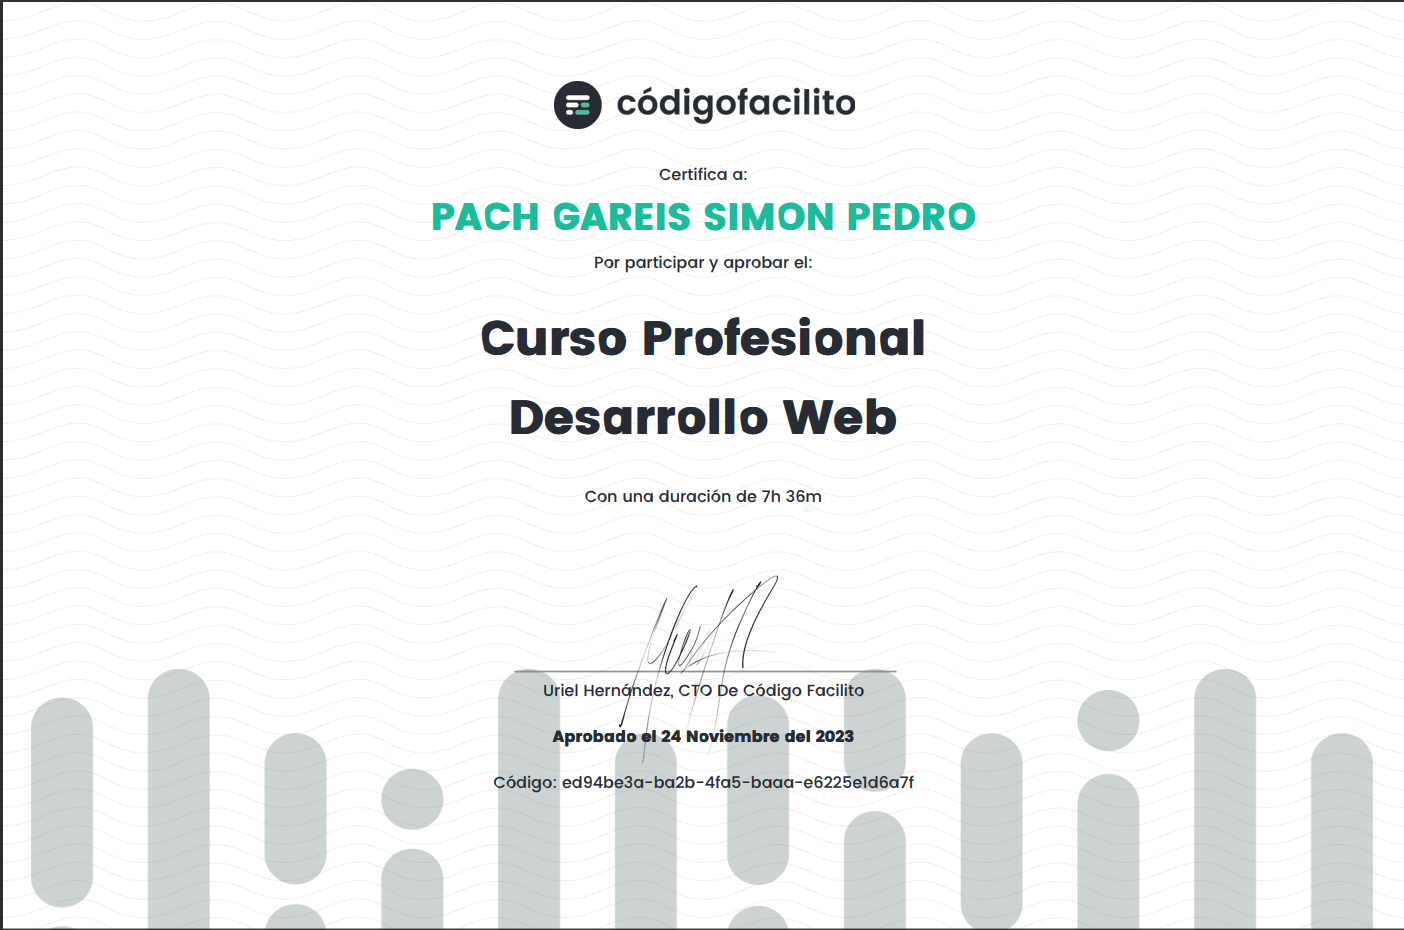 códigofacilito
Certifica a:
PACH GAREIS SIMON PEDRO
Por participar y aprobar el:
Curso Profesional
Desarrollo Web
Con una duración de 7h 36m
Uriel Hernández, CTO De Código Facilito
Aprobado el 24 Noviembre del 2023
Código: ed94be3a-ba2b-4fa5-baaa-e6225e1d6a7f